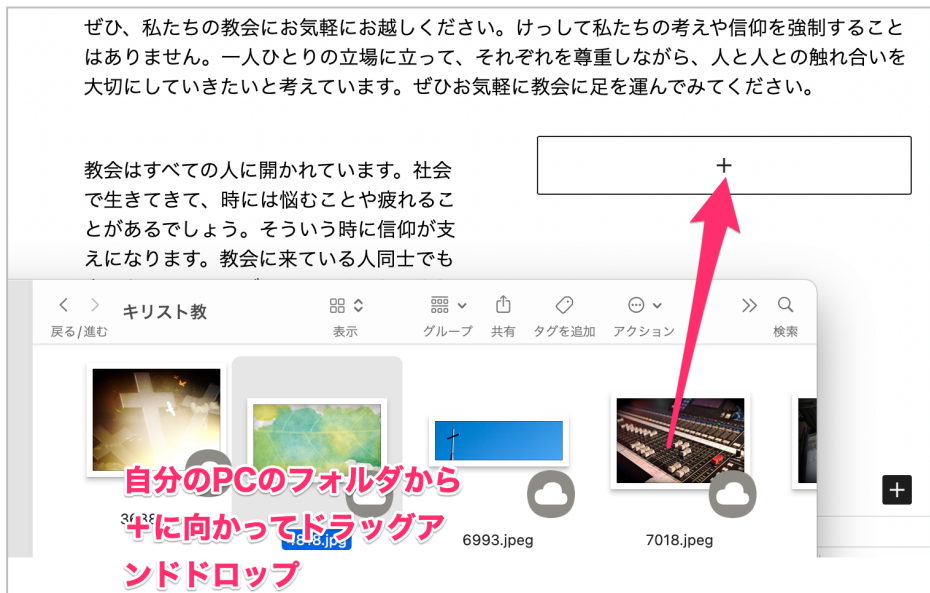 ぜひ、私たちの教会にお気軽にお越しください。けっして私たちの考えや信仰を強制すること
はありません。一人ひとりの立場に立って、それぞれを尊重しながら、人と人との触れ合いを
大切にしていきたいと考えています。ぜひお気軽に教会に足を運んでみてください。
教会はすべての人に開かれています。社会
で生きてきて、時には悩むことや疲れるこ
とがあるでしょう。そういう時に信仰が支
えになります。教会に来ている人同士でも
キリスト教
戻る/進む
表示
グループ
共有
タグを追加
アクション
検索
自分のPCのフォルダから
+に向かってドラッグア
ンドドロップ
6993.jpeg
7018.jpeg